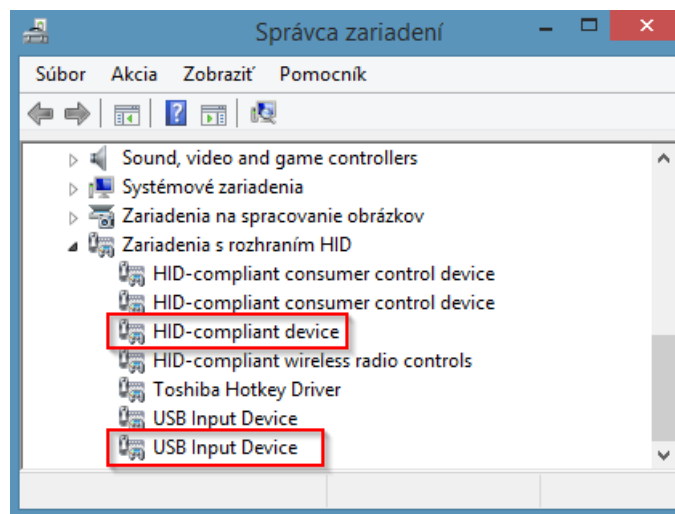 Správca zariadení
Súbor Akcia Zobraziť Pomocník
Sound, video and game controllers
Systémové zariadenia
Zariadenia na spracovanie obrázkov
Zariadenia s rozhraním HID
HID-compliant consumer control device
HID-compliant consumer control device
HID-compliant device
HID-compliant wireless radio controls
Toshiba Hotkey Driver
USB Input Device
USB Input Device